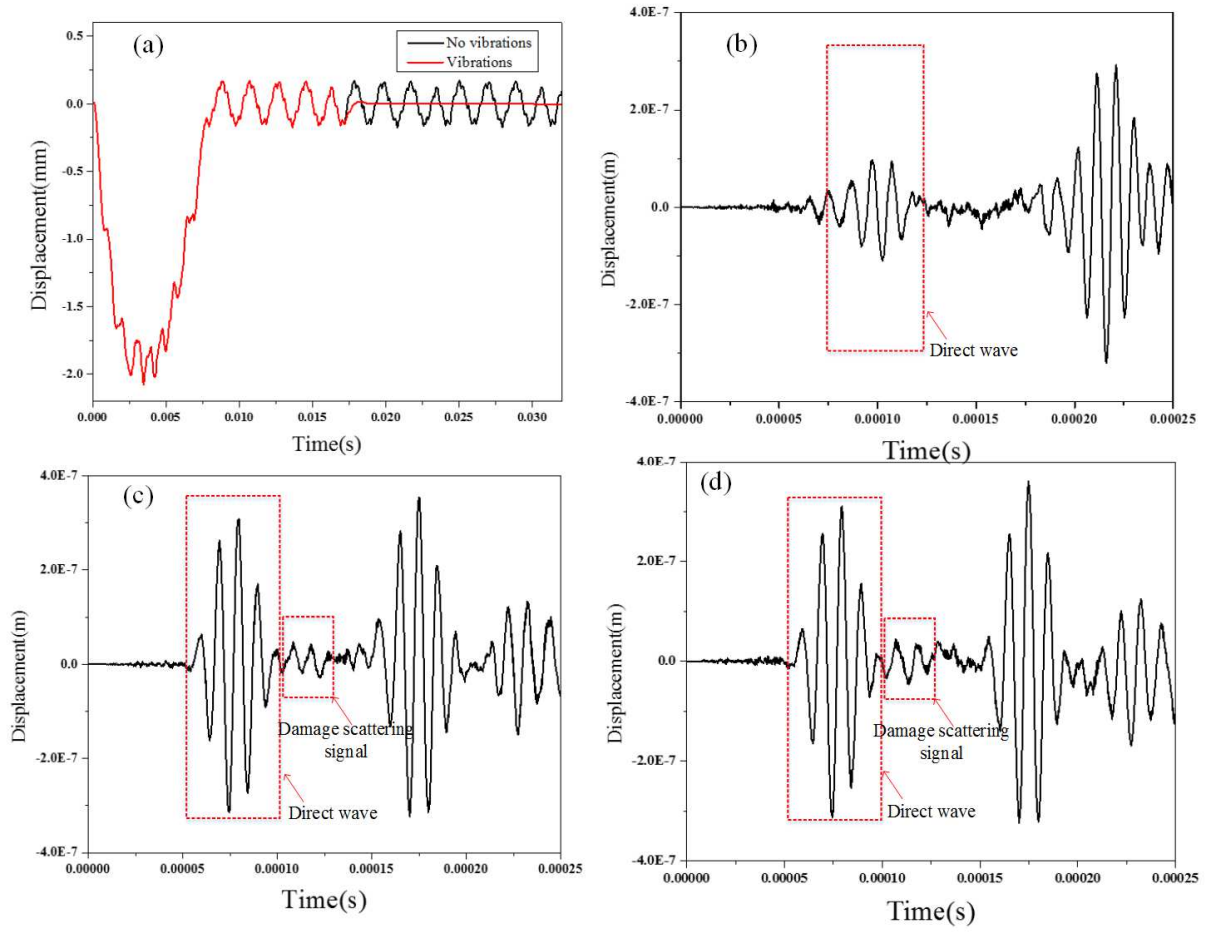 (a)
No vibrations
Vibrations
0.5
0.0
-0.5
-1.0
-1.5
-2.0
Displacement(mm)
0.000 0.005 0.010 0.015 0.020 0.025 0.030
Time(s)
(b)
4.0E-7
2.0E-7
0.0
-2.0E-7
-4.0E-7
Displacement(m)
Direct wave
0.00000 0.00005 0.00010 0.00015 0.00020 0.00025
Time(s)
(c)
4.0E-7
2.0E-7
0.0
-2.0E-7
-4.0E-7
Displacement(m)
Damage scattering
signal
Direct wave
0.00000 0.00005 0.00010 0.00015 0.00020 0.00025
Time(s)
(d)
4.0E-7
2.0E-7
0.0
-2.0E-7
-4.0E-7
Displacement(m)
Damage scattering
signal
Direct wave
0.00000 0.00005 0.00010 0.00015 0.00020 0.00025
Time(s)